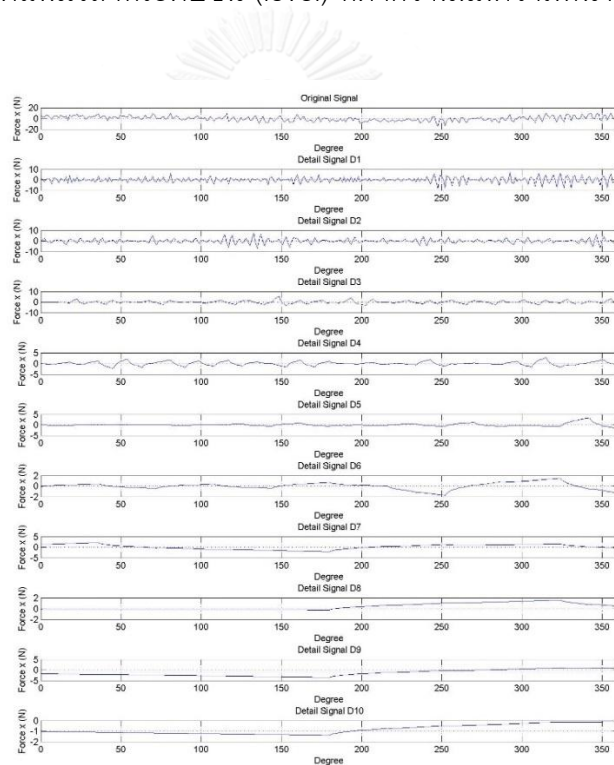 Original Signal
Force x (N)
20
0
-20
0 50 100 150 200 250 300 350
Degree
Detail Signal D1
Force x (N)
10
0
-10
0 50 100 150 200 250 300 350
Degree
Detail Signal D2
Force x (N)
10
0
-10
0 50 100 150 200 250 300 350
Degree
Detail Signal D3
Force x (N)
10
0
-10
0 50 100 150 200 250 300 350
Degree
Detail Signal D4
Force x (N)
5
0
-5
0 50 100 150 200 250 300 350
Degree
Detail Signal D5
Force x (N)
5
0
-5
0 50 100 150 200 250 300 350
Degree
Detail Signal D6
Force x (N)
2
0
-2
0 50 100 150 200 250 300 350
Degree
Detail Signal D7
Force x (N)
5
0
-5
0 50 100 150 200 250 300 350
Degree
Detail Signal D8
Force x (N)
2
0
-2
0 50 100 150 200 250 300 350
Degree
Detail Signal D9
Force x (N)
5
0
-5
0 50 100 150 200 250 300 350
Degree
Detail Signal D10
Force x (N)
0
-1
-2
0 50 100 150 200 250 300 350
Degree